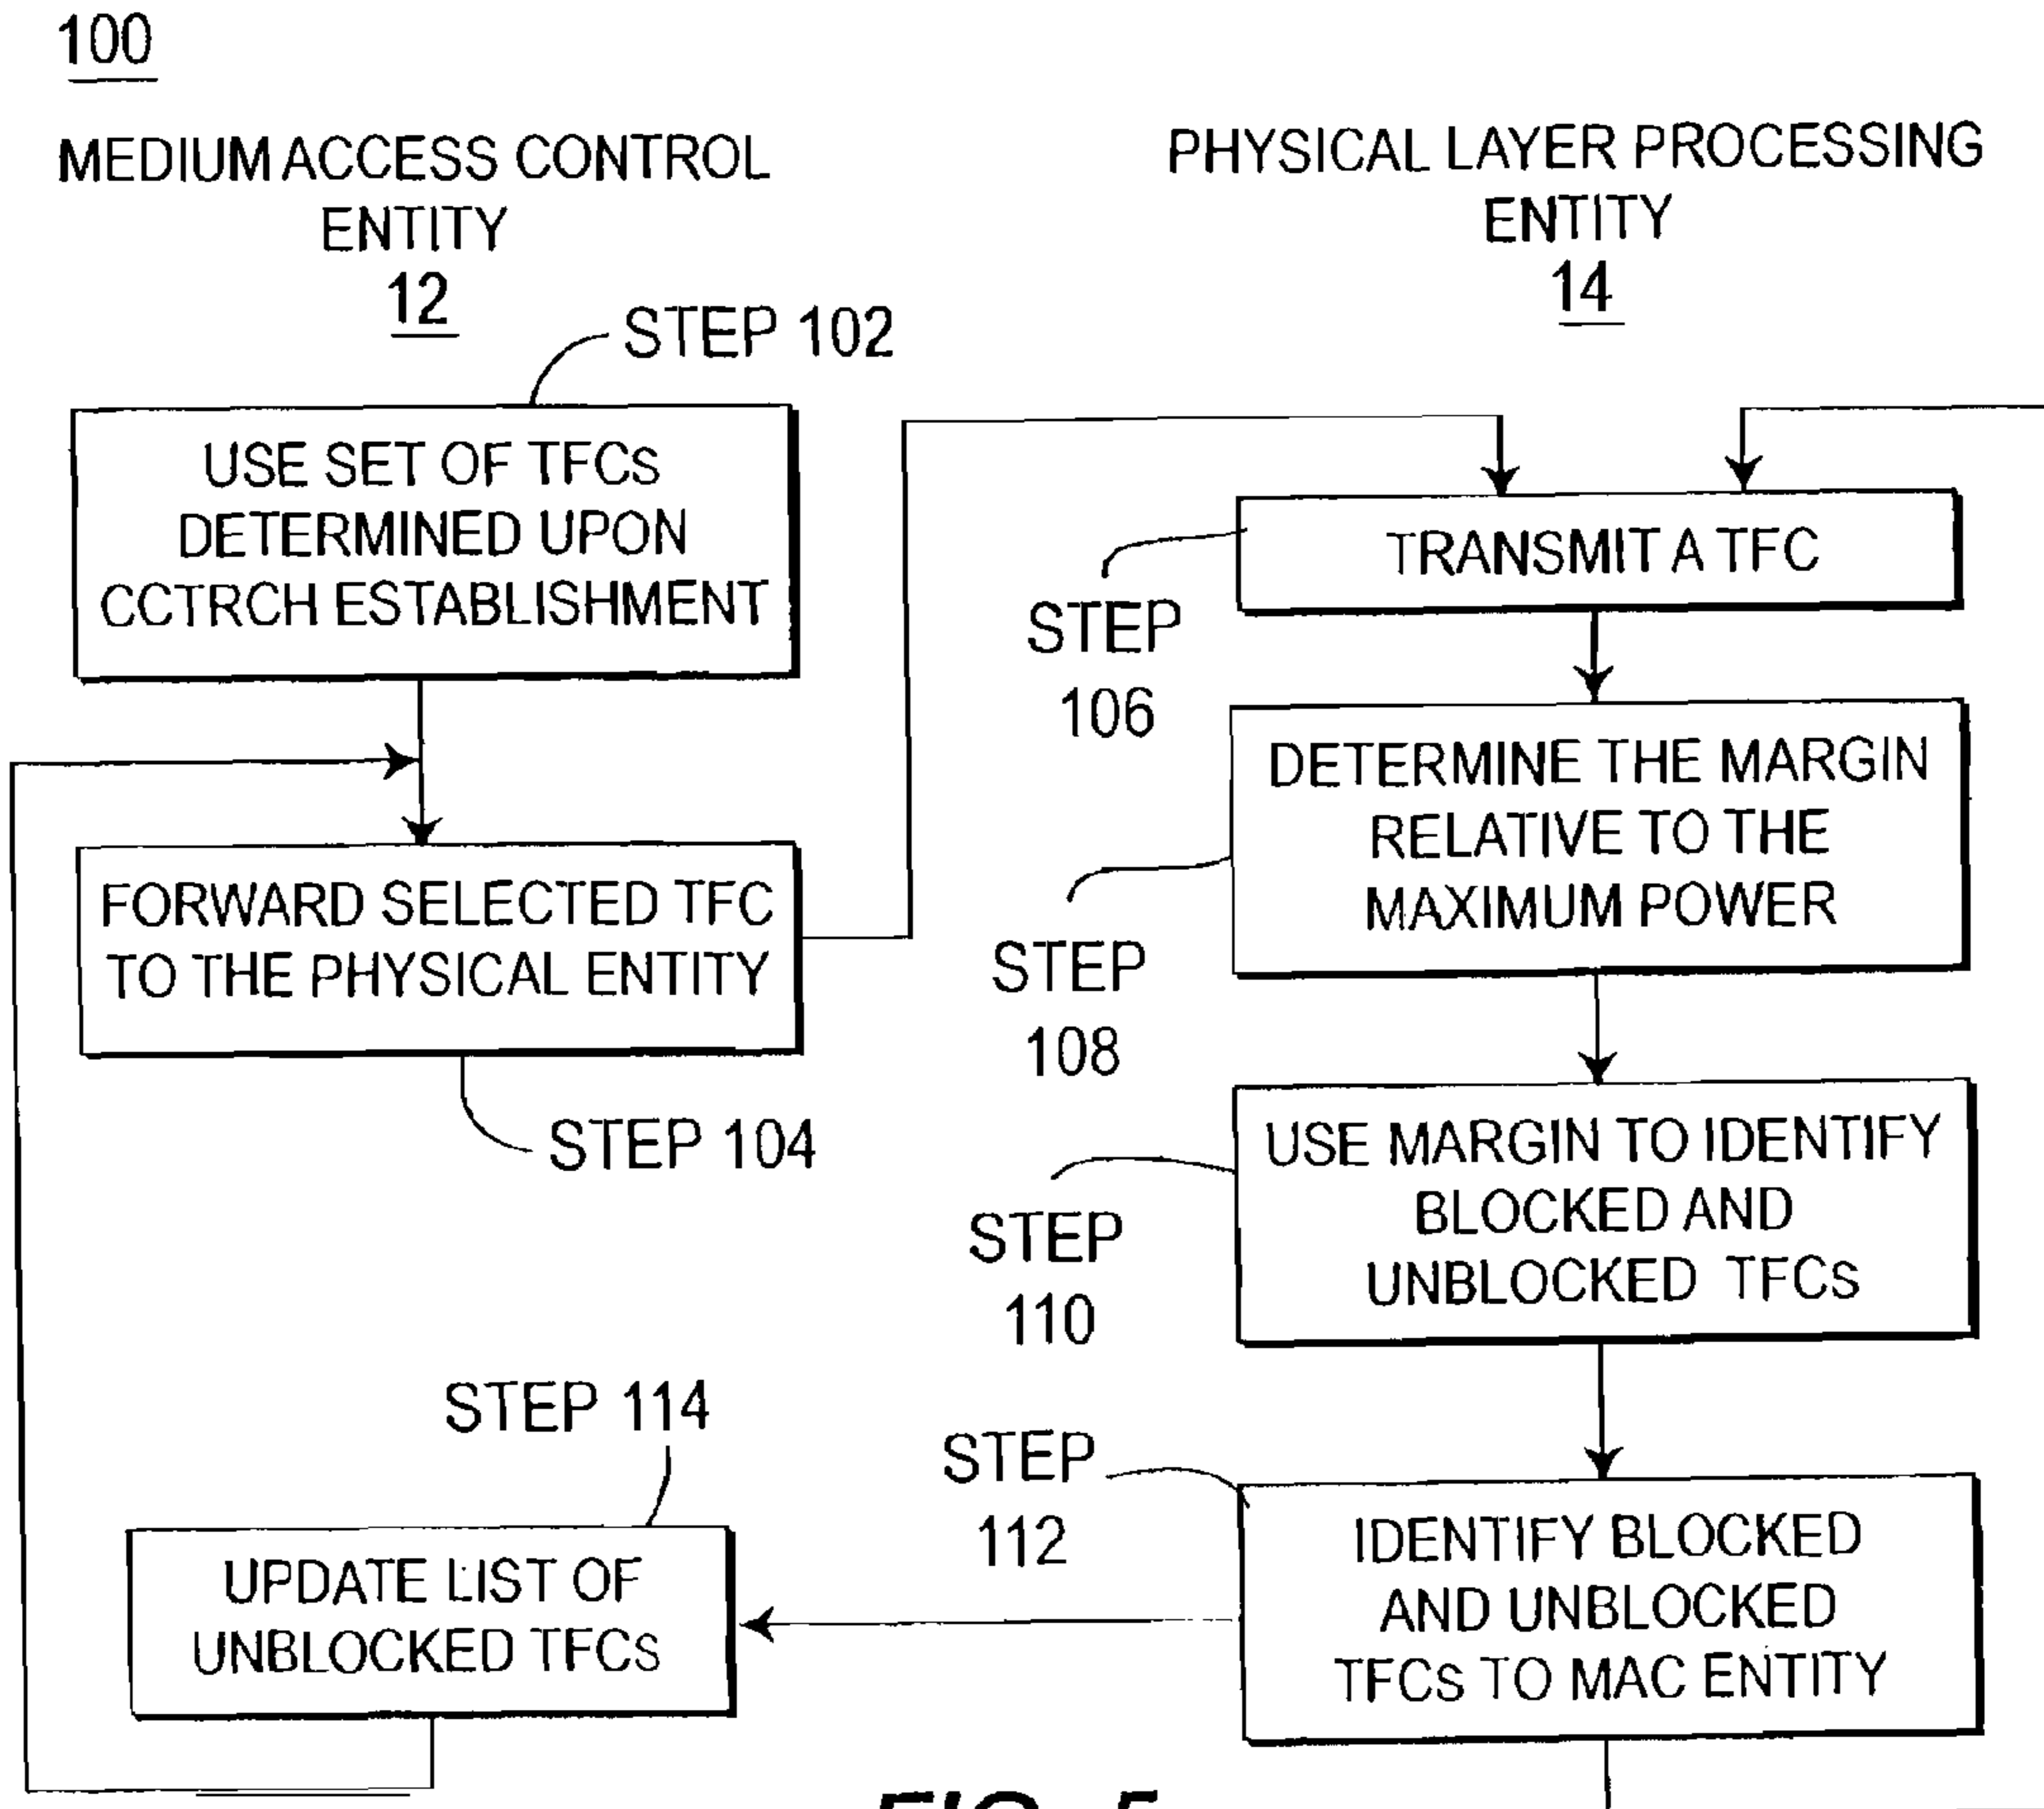 100
MEDIUM ACCESS CONTROL
ENTITY
12
PHYSICAL LAYER PROCESSING
ENTITY
14
STEP 102
USE SET OF TFCs
DETERMINED UPON
CCTRCH ESTABLISHMENT
FORWARD SELECTED TFC
TO THE PHYSICAL ENTITY
STEP 104
TRANSMIT A TFC
STEP
106
DETERMINE THE MARGIN
RELATIVE TO THE
MAXIMUM POWER
STEP
108
USE MARGIN TO IDENTIFY
BLOCKED AND
UNBLOCKED TFCs
STEP
110
IDENTIFY BLOCKED
AND UNBLOCKED
TFCs TO MAC ENTITY
STEP
112
STEP 114
UPDATE LIST OF
UNBLOCKED TFCs
FIG. 5